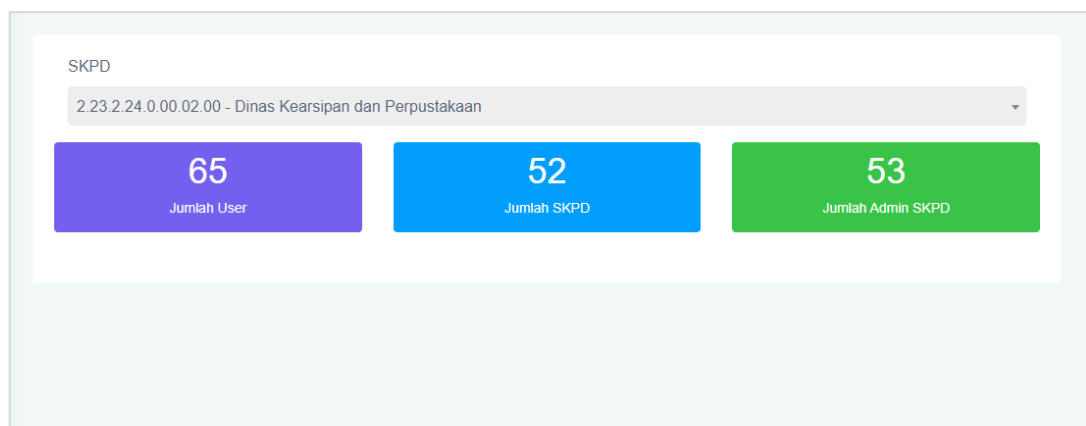 SKPD
2.23.2.24.0.00.02.00 - Dinas Kearsipan dan Perpustakaan
65
Jumlah User
52
Jumlah SKPD
53
Jumlah Admin SKPD